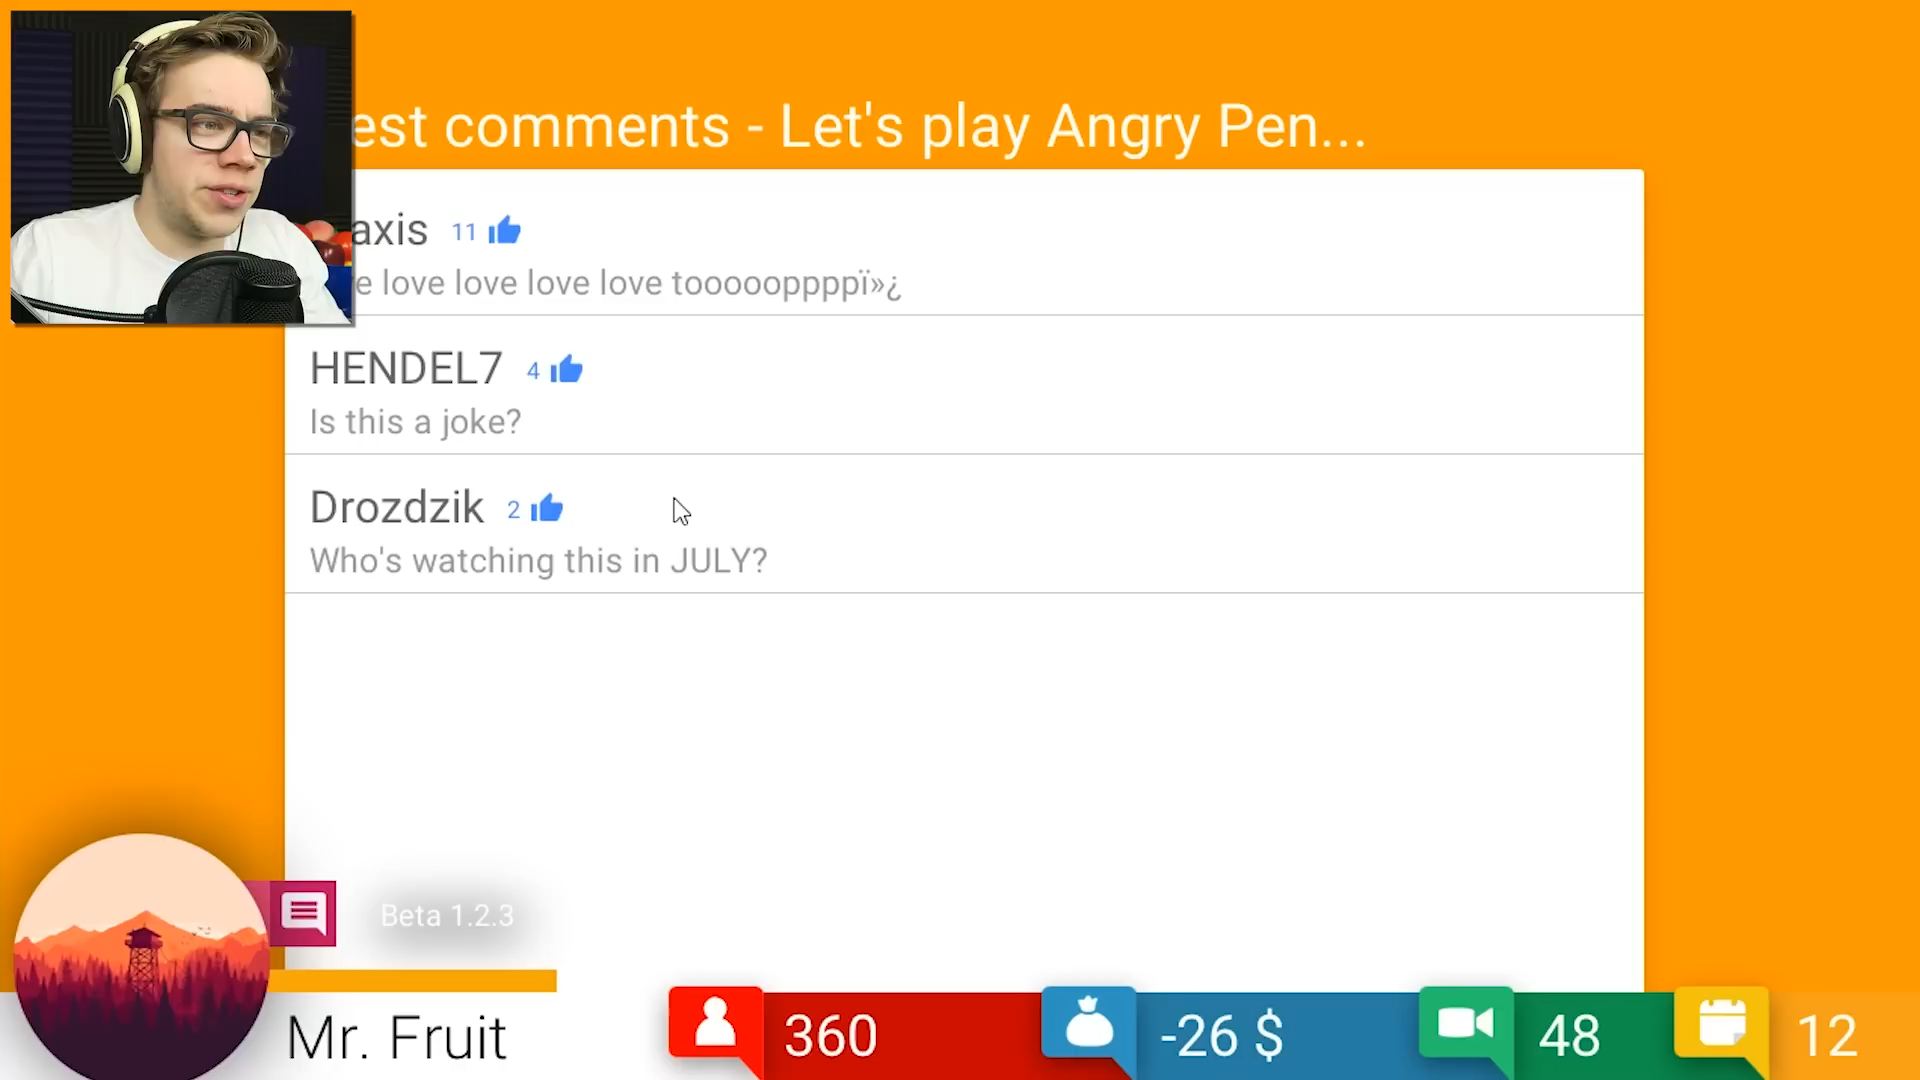 est comments - Let's play Angry Pen...
axis 11
e love love love love toooooppppï»¿
HENDEL7 4
Is this a joke?
Drozdzik 2
Who's watching this in JULY?
Beta 1.2.3
Mr. Fruit
360
-26 $
48
12